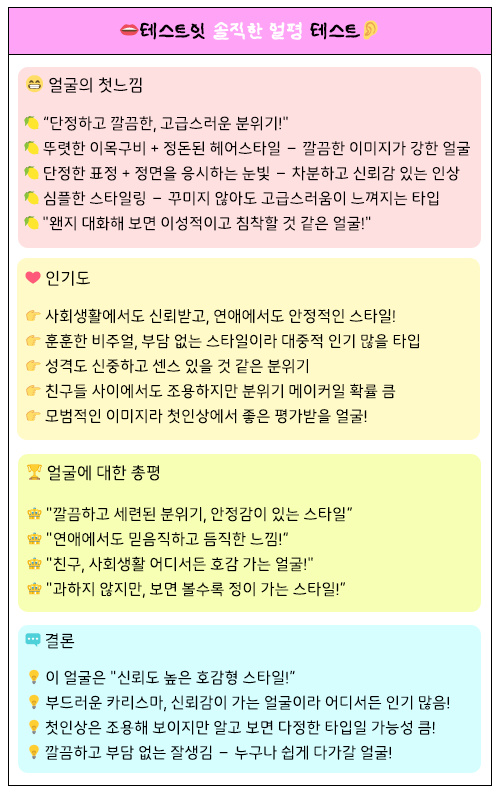 테스트잇 솔직한 얼평 테스트
얼굴의 첫느낌
“단정하고 깔끔한, 고급스러운 분위기!"
뚜렷한 이목구비 + 정돈된 헤어스타일 – 깔끔한 이미지가 강한 얼굴
단정한 표정 + 정면을 응시하는 눈빛 – 차분하고 신뢰감 있는 인상
심플한 스타일링 – 꾸미지 않아도 고급스러움이 느껴지는 타입
"왠지 대화해 보면 이성적이고 침착할 것 같은 얼굴!"
인기도
사회생활에서도 신뢰받고, 연애에서도 안정적인 스타일!
훈훈한 비주얼, 부담 없는 스타일이라 대중적 인기 많을 타입
성격도 신중하고 센스 있을 것 같은 분위기
친구들 사이에서도 조용하지만 분위기 메이커일 확률 큼
모범적인 이미지라 첫인상에서 좋은 평가받을 얼굴!
얼굴에 대한 총평
"깔끔하고 세련된 분위기, 안정감이 있는 스타일”
"연애에서도 믿음직하고 듬직한 느낌!”
"친구, 사회생활 어디서든 호감 가는 얼굴!"
"과하지 않지만, 보면 볼수록 정이 가는 스타일!”
결론
이 얼굴은 "신뢰도 높은 호감형 스타일!”
부드러운 카리스마, 신뢰감이 가는 얼굴이라 어디서든 인기 많음!
첫인상은 조용해 보이지만 알고 보면 다정한 타입일 가능성 큼!
깔끔하고 부담 없는 잘생김 – 누구나 쉽게 다가갈 얼굴!